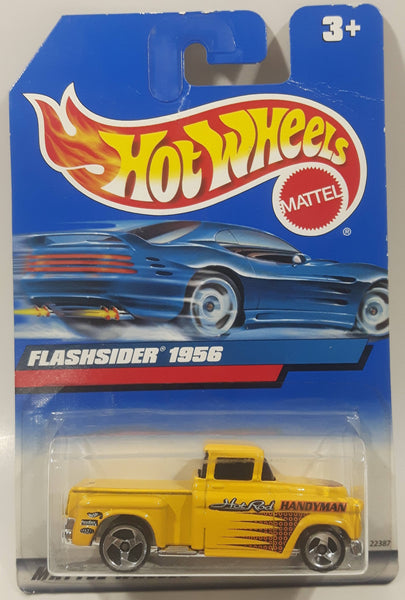 3+
Hot Wheels
MATTEL
®
FLASHSIDER® 1956
Hot Rod HANDYMAN
22387